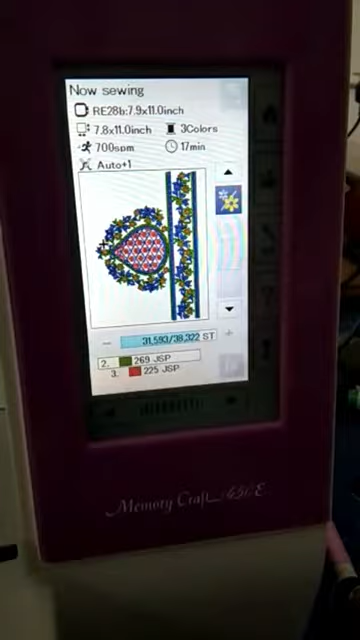 Now sewing
RE28b:7.9x11.0inch
7.8x11.0inch 3Colors
700spm 17min
Auto+1
31,593/38,322 ST
2. 269 JSP
3. 225 JSP
Memory Craft 450E